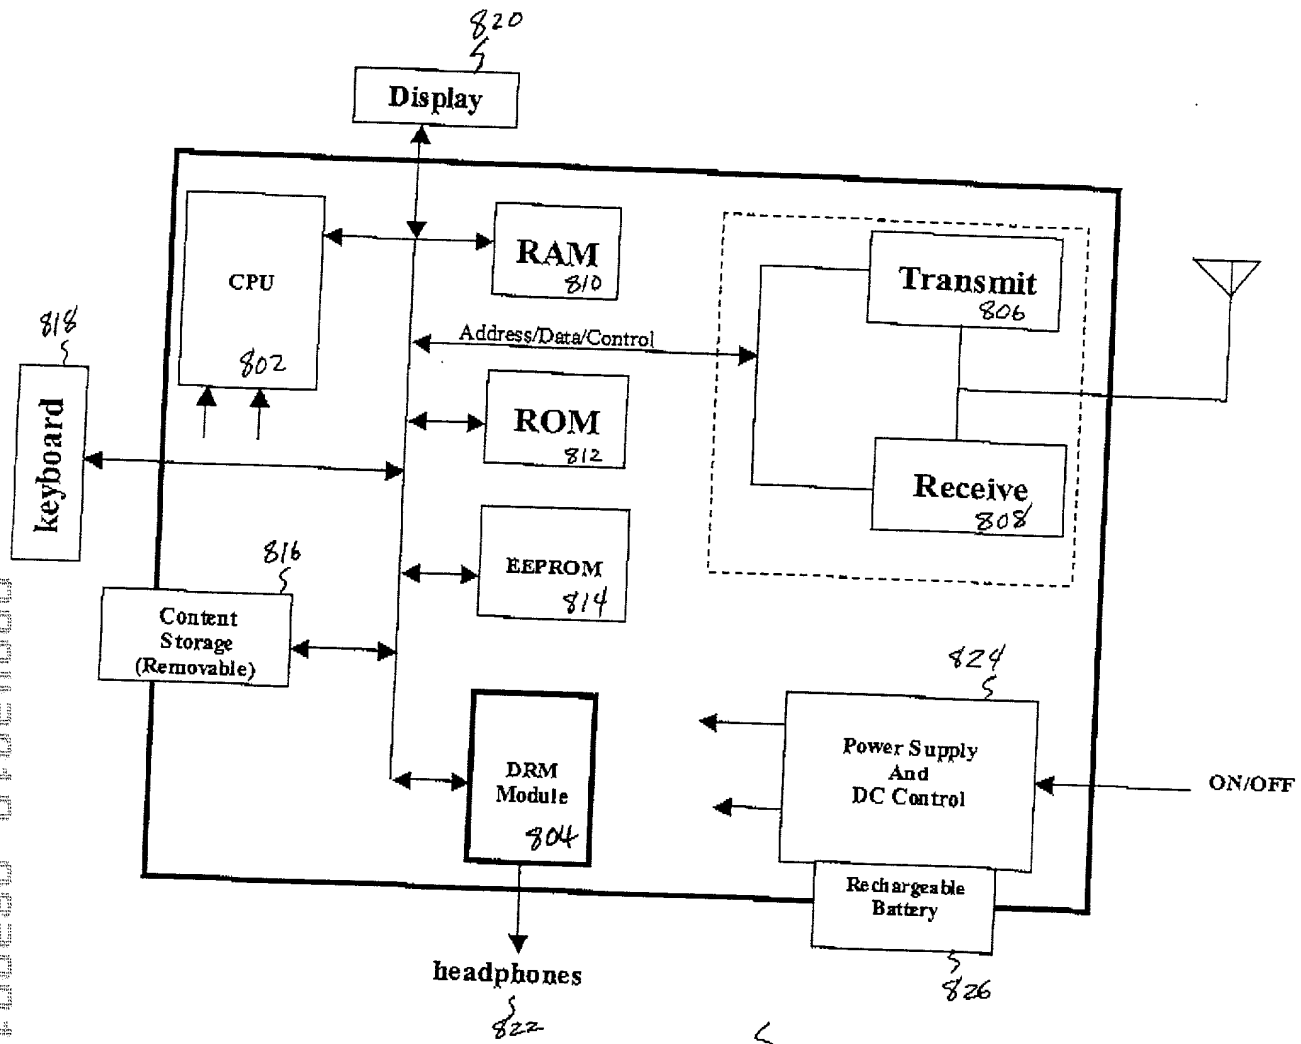 820
Display
CPU
802
RAM
810
Transmit
806
818
keyboard
Address/Data/Control
ROM
812
Receive
808
816
Content
Storage
(Removable)
EEPROM
814
824
Power Supply
And
DC Control
ON/OFF
DRM
Module
804
Rechargeable
Battery
826
headphones
822